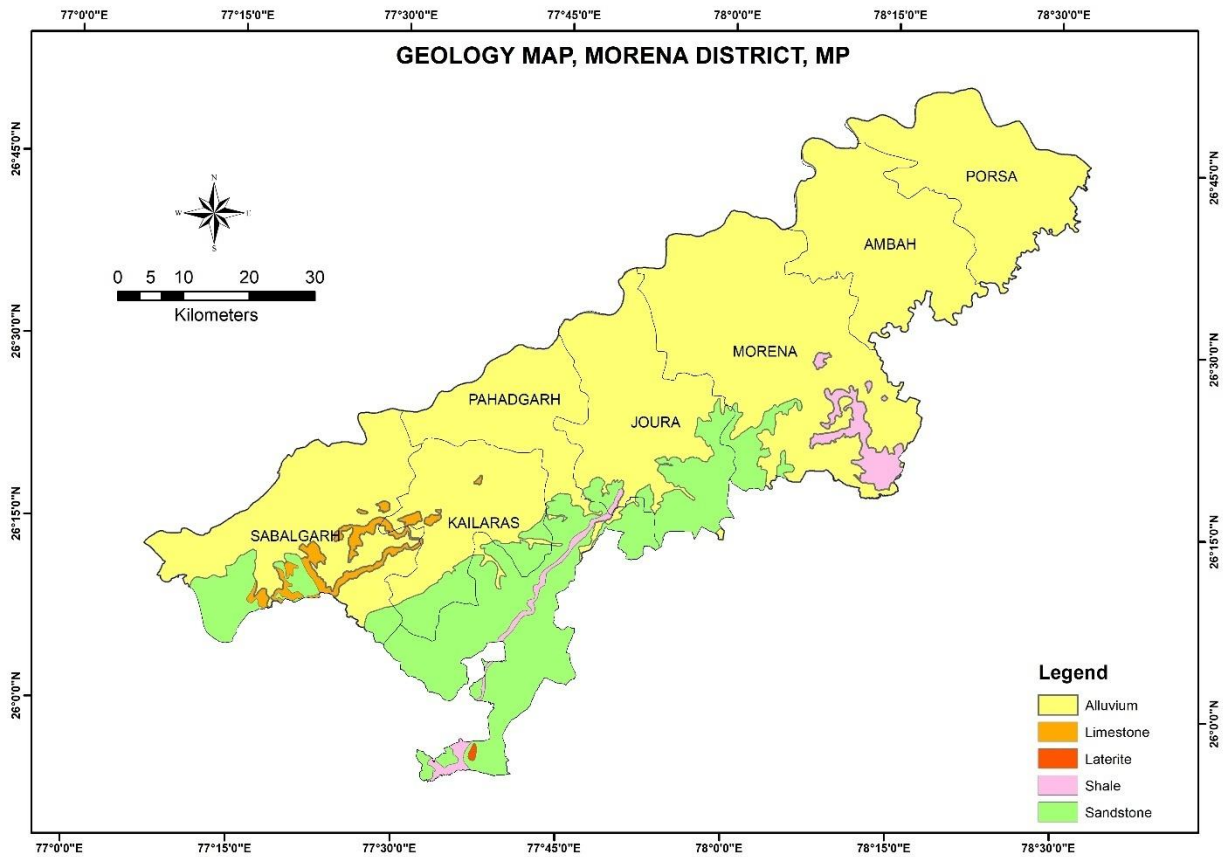 77°0'0"E 77°15'0"E 77°30'0"E 77°45'0"E 78°0'0"E 78°15'0"E 78°30'0"E
GEOLOGY MAP, MORENA DISTRICT, MP
26°45'0"N
26°45'0"N
PORSA
N
W E
S
AMBAH
0 5 10 20 30
Kilometers
26°30'0"N
26°30'0"N
MORENA
PAHADGARH
JOURA
26°15'0"N
26°15'0"N
SABALGARH
KAILARAS
26°0'0"N
26°0'0"N
Legend
Alluvium
Limestone
Laterite
Shale
Sandstone
77°0'0"E 77°15'0"E 77°30'0"E 77°45'0"E 78°0'0"E 78°15'0"E 78°30'0"E